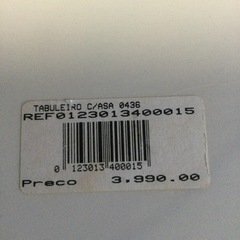 TABULEIRO C/ASA 0436
REF0123013400015
0 123013 400015
Preco 3,990.00